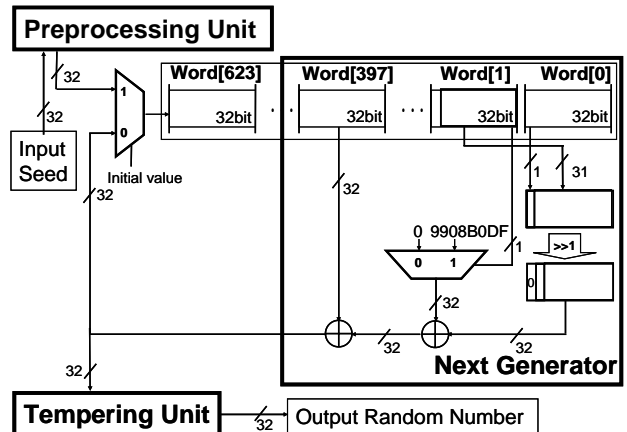 Preprocessing Unit
32
32
Input
Seed
1
0
Initial value
32
Word[623]
32bit
...
Word[397]
32bit
...
Word[1]
32bit
Word[0]
32bit
32
1
31
0 9908B0DF
0 1
1
>>1
0
32
32
32
Next Generator
32
Tempering Unit
32
Output Random Number